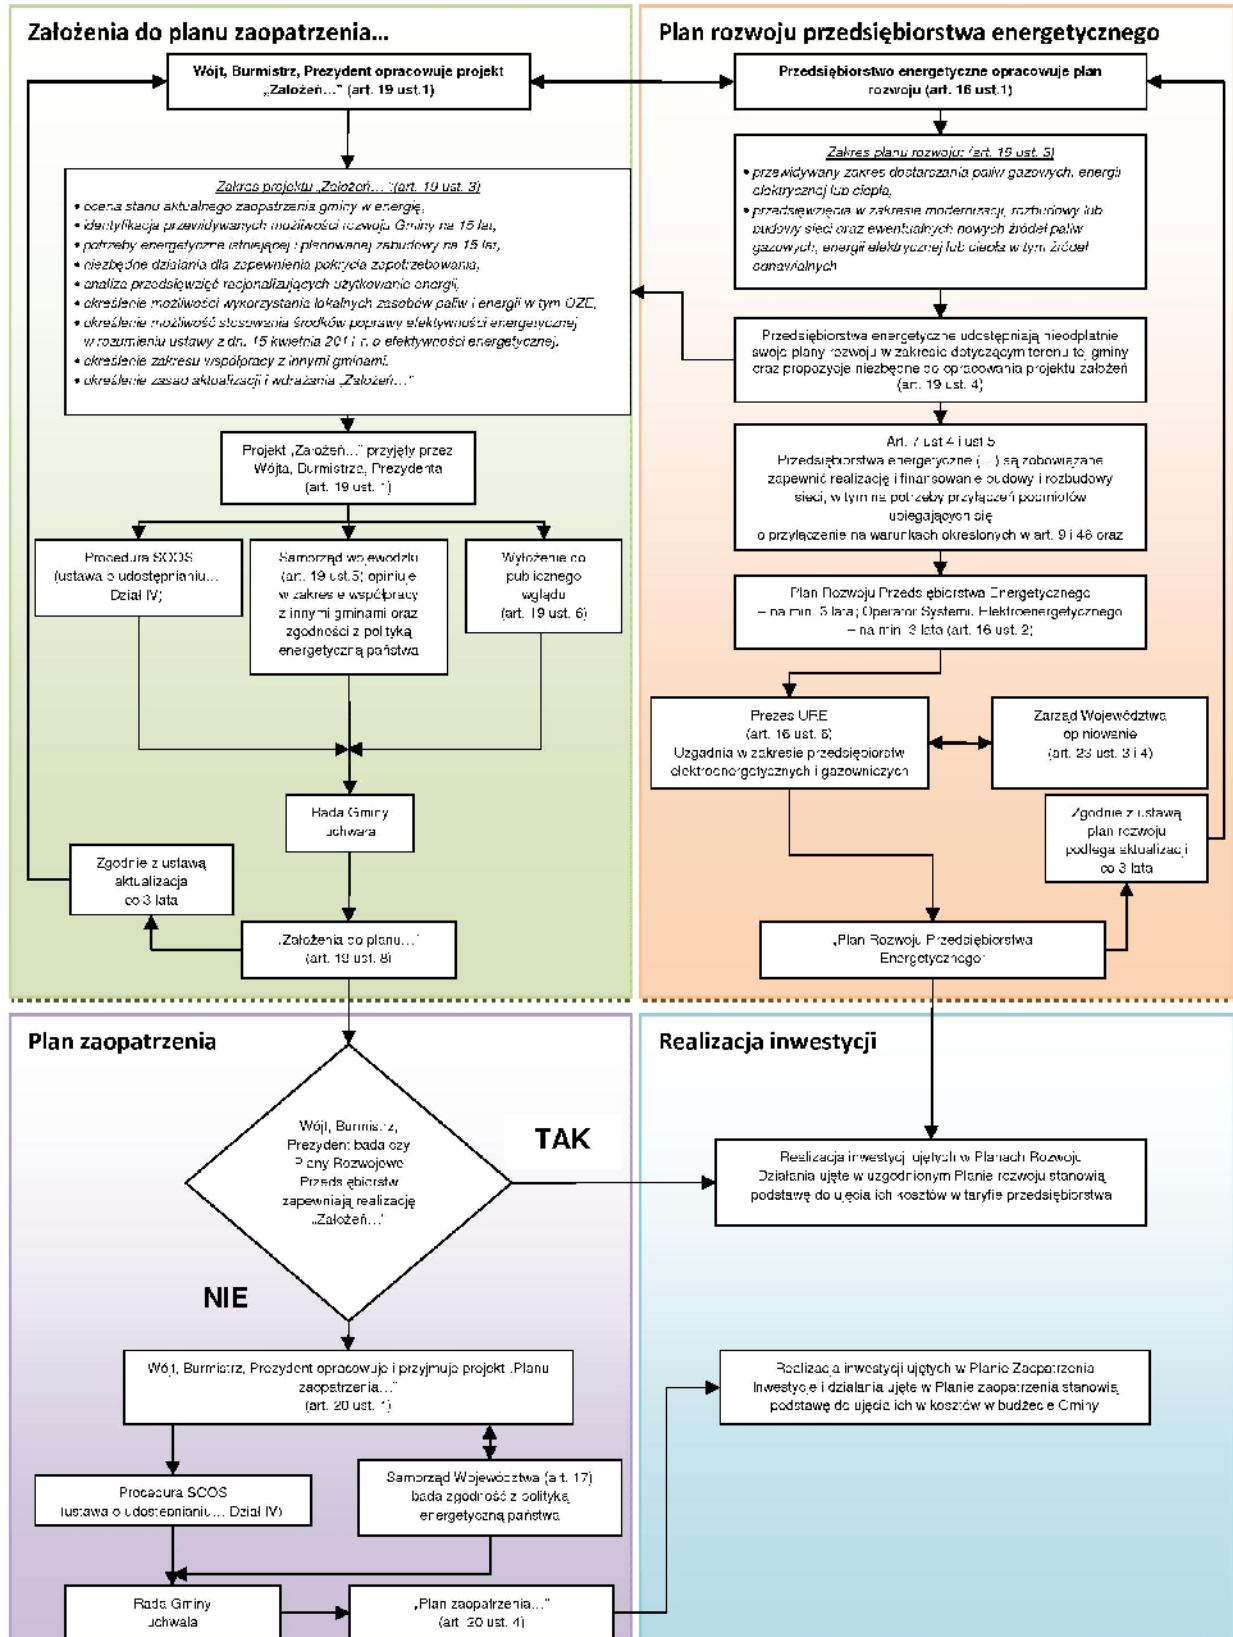 Założenia do planu zaopatrzenia...
Wójt, Burmistrz, Prezydent opracowuje projekt
„Założeń...” (art. 19 ust.1)
Zakres projektu „Założeń...”(art. 19 ust. 3)
• ocena stanu aktualnego zaopatrzenia gminy w energię,
• identyfikacja przewidywanych możliwości rozwoju Gminy na 15 lat,
• potrzeby energetyczne istniejącej i planowanej zabudowy na 15 lat,
• niezbędne działania dla zapewnienia pokrycia zapotrzebowania,
• analiza przedsięwzięć racjonalizujących użytkowanie energii,
• określenie możliwości wykorzystania lokalnych zasobów paliw i energii w tym OZE,
• określenie możliwość stosowania środków poprawy efektywności energetycznej
w rozumieniu ustawy z dn. 15 kwietnia 2011 r. o efektywności energetycznej,
• określenie zakresu współpracy z innymi gminami,
• określenie zasad aktualizacji i wdrażania „Założeń...”
Projekt „Założeń...” przyjęty przez
Wójta, Burmistrza, Prezydenta
(art. 19 ust. 1)
Procedura SOOS
(ustawa o udostępnianiu...
Dział IV)
Samorząd wojewódzki
(art. 19 ust.5) opiniuje
w zakresie współpracy
z innymi gminami oraz
zgodności z polityką
energetyczną państwa
Wyłożenie do
publicznego
wglądu
(art. 19 ust. 6)
Rada Gminy
uchwała
Zgodnie z ustawą
aktualizacja
co 3 lata
„Założenia do planu...”
(art. 19 ust. 8)
Plan rozwoju przedsiębiorstwa energetycznego
Przedsiębiorstwo energetyczne opracowuje plan
rozwoju (art. 16 ust.1)
Zakres planu rozwoju: (art. 16 ust. 3)
• przewidywany zakres dostarczania paliw gazowych, energii
elektrycznej lub ciepła,
• przedsięwzięcia w zakresie modernizacji, rozbudowy lub
budowy sieci oraz ewentualnych nowych źródeł paliw
gazowych, energii elektrycznej lub ciepła w tym źródeł
odnawialnych
Przedsiębiorstwa energetyczne udostępniają nieodpłatnie
swoje plany rozwoju w zakresie dotyczącym terenu tej gminy
oraz propozycje niezbędne do opracowania projektu założeń
(art. 19 ust. 4)
Art. 7 ust 4 i ust 5
Przedsiębiorstwa energetyczne (...) są zobowiązane
zapewnić realizację i finansowanie budowy i rozbudowy
sieci, w tym na potrzeby przyłączeń podmiotów
ubiegających się
o przyłączenie na warunkach określonych w art. 9 i 46 oraz
Plan Rozwoju Przedsiębiorstwa Energetycznego
– na min. 3 lata; Operator Systemu Elektroenergetycznego
– na min. 3 lata (art. 16 ust. 2)
Prezes URE
(art. 16 ust. 6)
Uzgadnia w zakresie przedsiębiorstw
elektroenergetycznych i gazowniczych
Zarząd Województwa
opiniowanie
(art. 23 ust. 3 i 4)
Zgodnie z ustawą
plan rozwoju
podlega aktualizacji
co 3 lata
„Plan Rozwoju Przedsiębiorstwa
Energetycznego”
Plan zaopatrzenia
Wójt, Burmistrz,
Prezydent bada czy
Plany Rozwojowe
Przedsiębiorstw
zapewniają realizację
„Założeń...”
TAK
NIE
Wójt, Burmistrz, Prezydent opracowuje i przyjmuje projekt „Planu
zaopatrzenia...”
(art. 20 ust. 1)
Procedura SOOS
(ustawa o udostępnianiu... Dział IV)
Samorząd Województwa (art. 17)
bada zgodność z polityką
energetyczną państwa
Rada Gminy
uchwala
„Plan zaopatrzenia...”
(art. 20 ust. 4)
Realizacja inwestycji
Realizacja inwestycji ujętych w Planach Rozwoju
Działania ujęte w uzgodnionym Planie rozwoju stanowią
podstawę do ujęcia ich kosztów w taryfie przedsiębiorstwa
Realizacja inwestycji ujętych w Planie Zaopatrzenia
Inwestycje i działania ujęte w Planie zaopatrzenia stanowią
podstawę do ujęcia ich w kosztów w budżecie Gminy